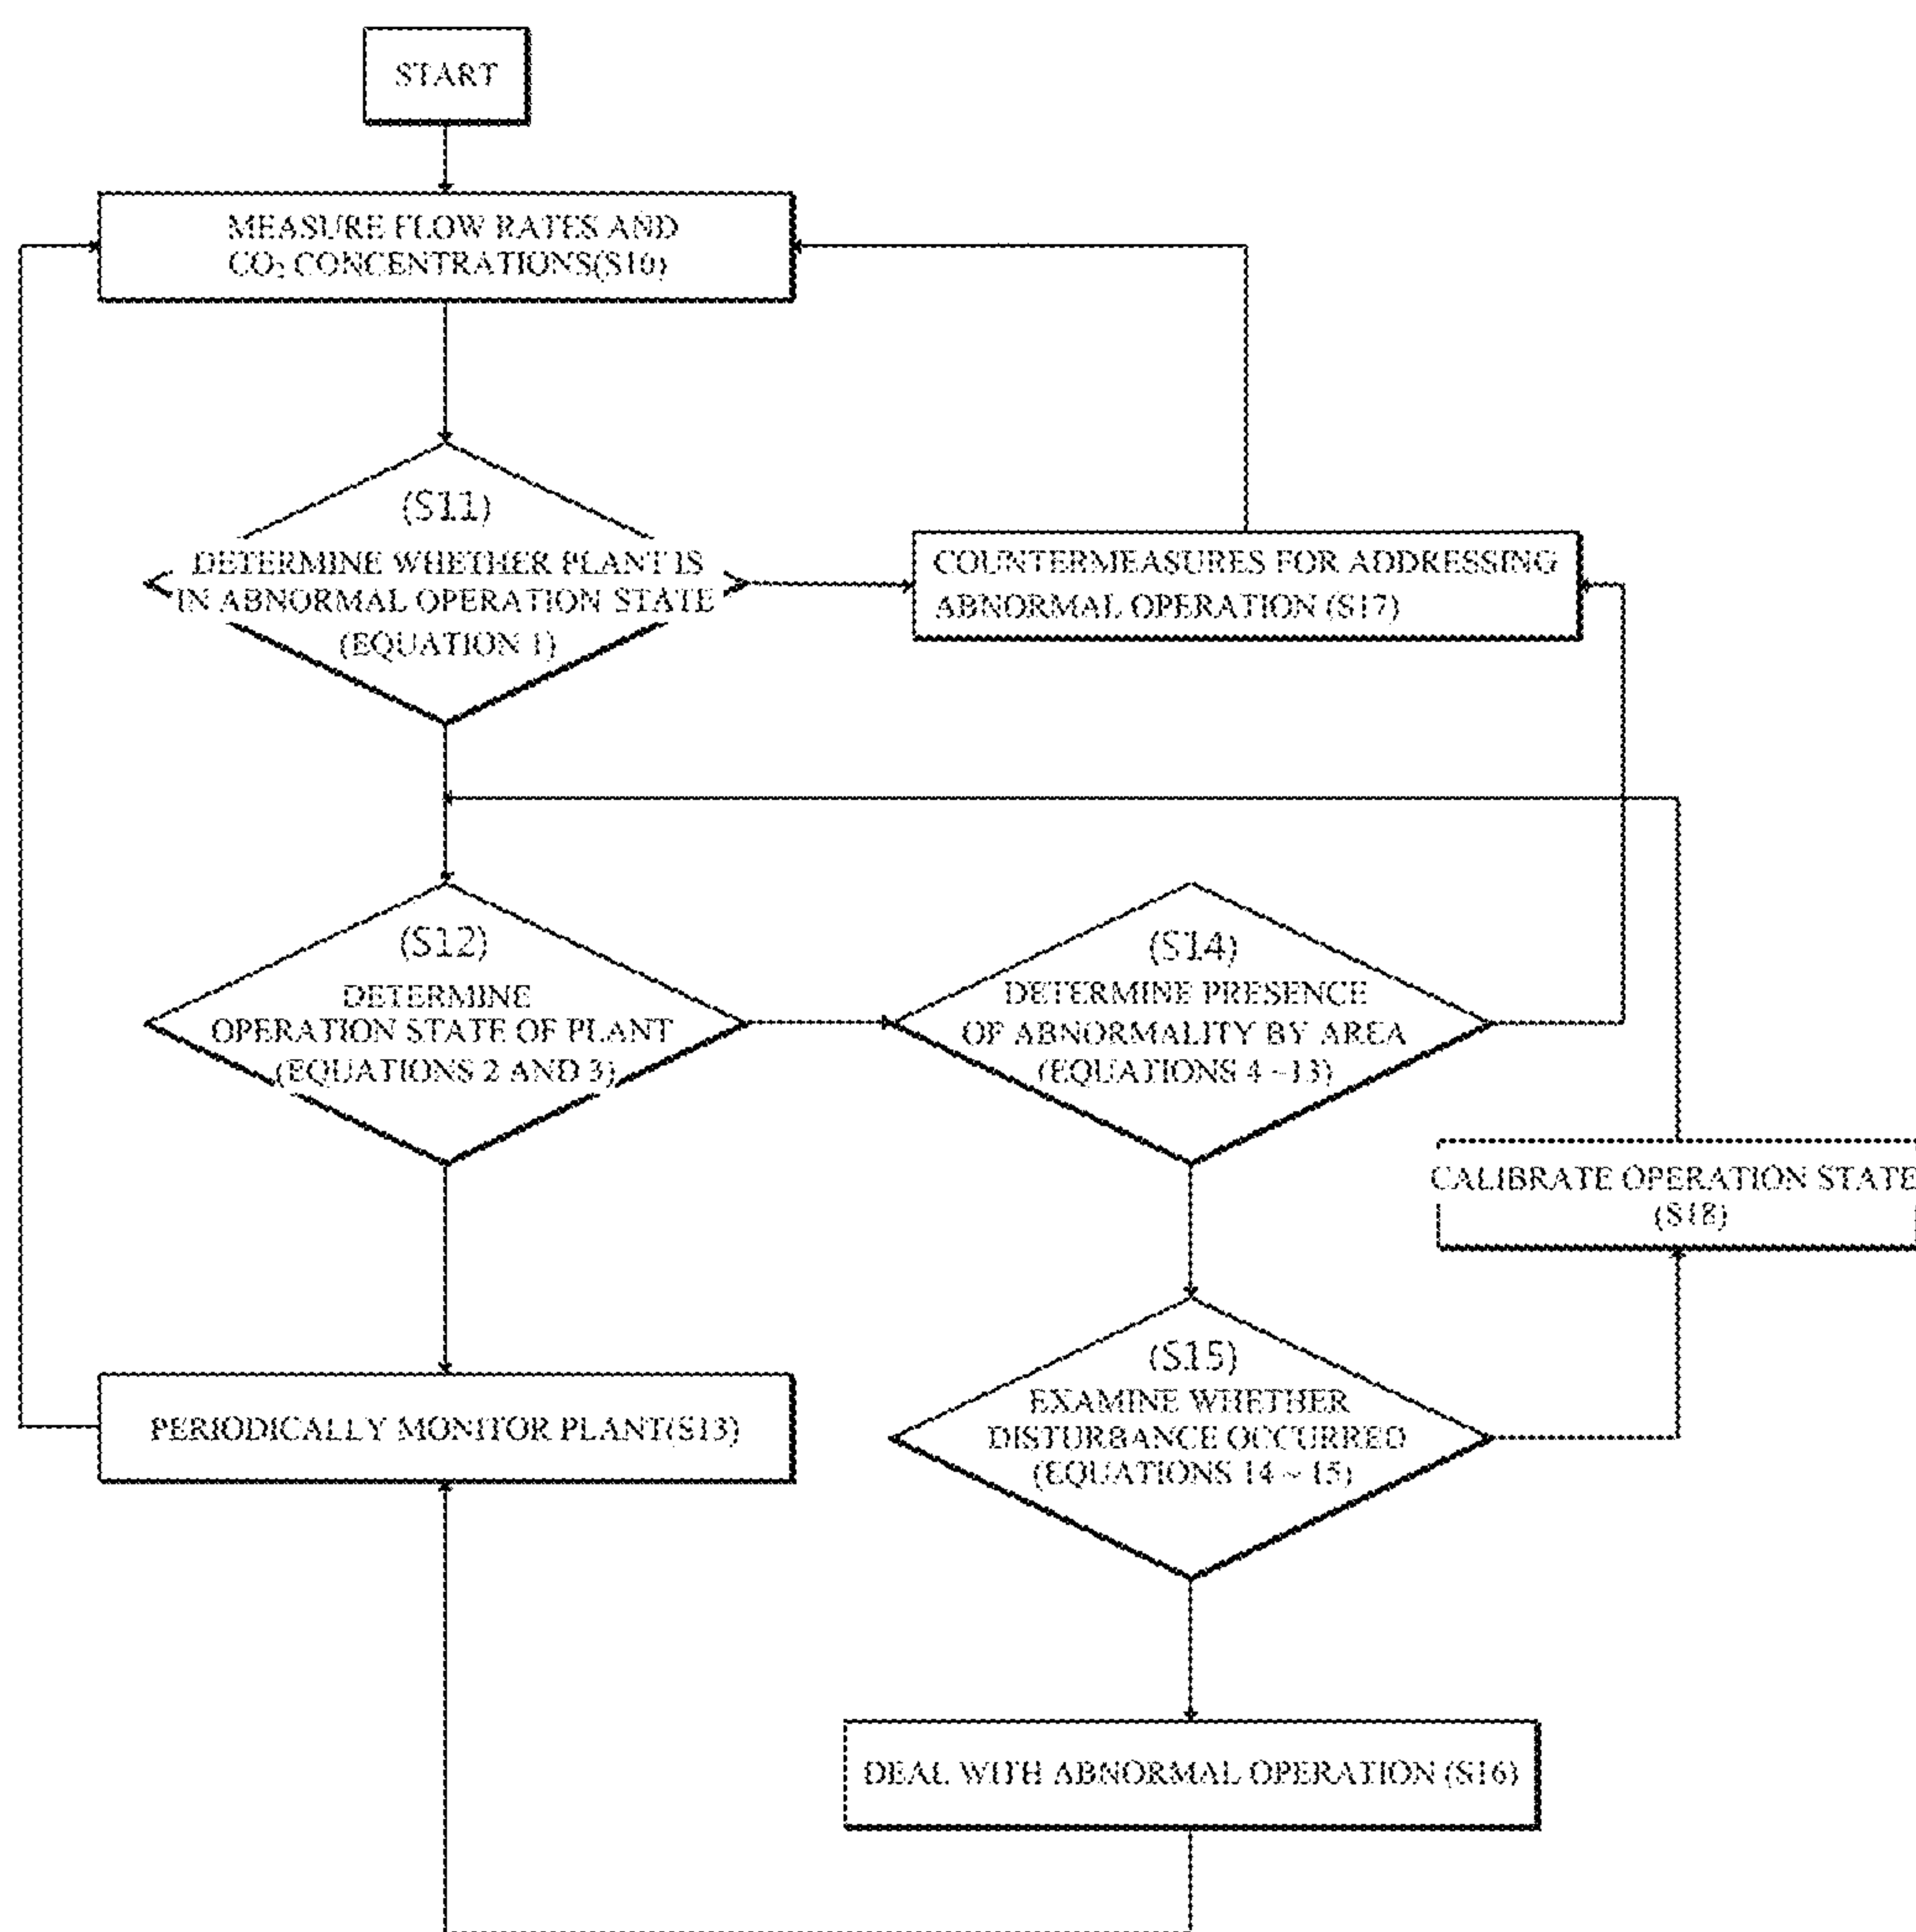 START
MEASURE FLOW RATES AND
CO₂ CONCENTRATIONS(S10)
(S11)
DETERMINE WHETHER PLANT IS
IN ABNORMAL OPERATION STATE
(EQUATION 1)
COUNTERMEASURES FOR ADDRESSING
ABNORMAL OPERATION (S17)
(S12)
DETERMINE
OPERATION STATE OF PLANT
(EQUATIONS 2 AND 3)
(S14)
DETERMINE PRESENCE
OF ABNORMALITY BY AREA
(EQUATIONS 4 ~13)
CALIBRATE OPERATION STATE
(S18)
PERIODICALLY MONITOR PLANT(S13)
(S15)
EXAMINE WHETHER
DISTURBANCE OCCURRED
(EQUATIONS 14 ~ 15)
DEAL WITH ABNORMAL OPERATION (S16)